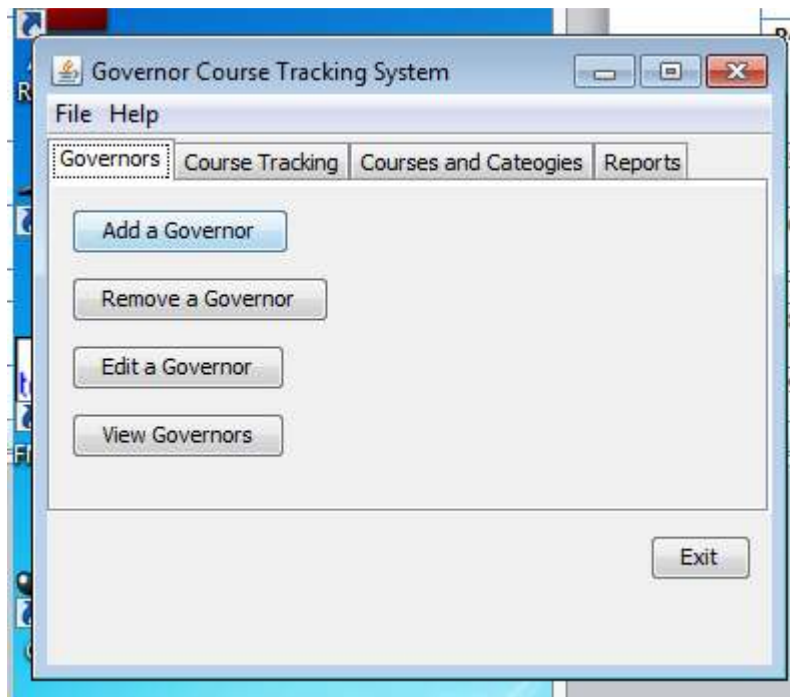 Governor Course Tracking System
File Help
Governors Course Tracking Courses and Cateogies Reports
Add a Governor
Remove a Governor
Edit a Governor
View Governors
Exit